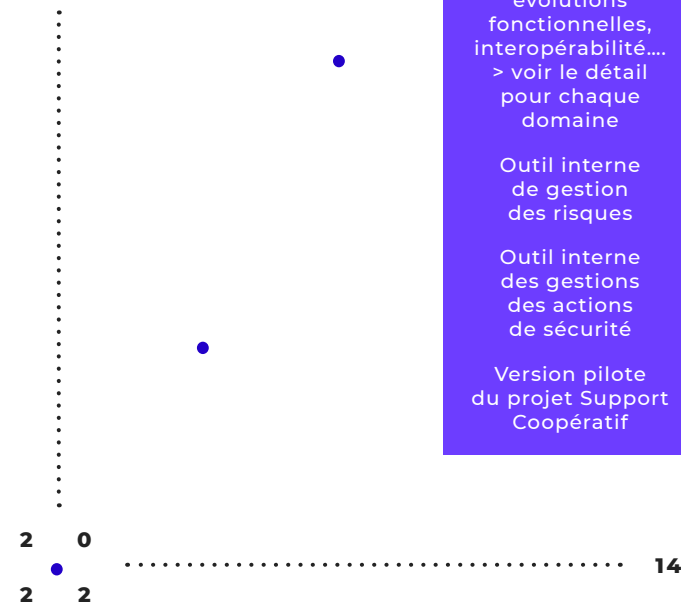 évolutions
fonctionnelles,
interopérabilité....
> voir le détail
pour chaque
domaine
Outil interne
de gestion
des risques
Outil interne
des gestions
des actions
de sécurité
Version pilote
du projet Support
Coopératif
2 0
2 2
14